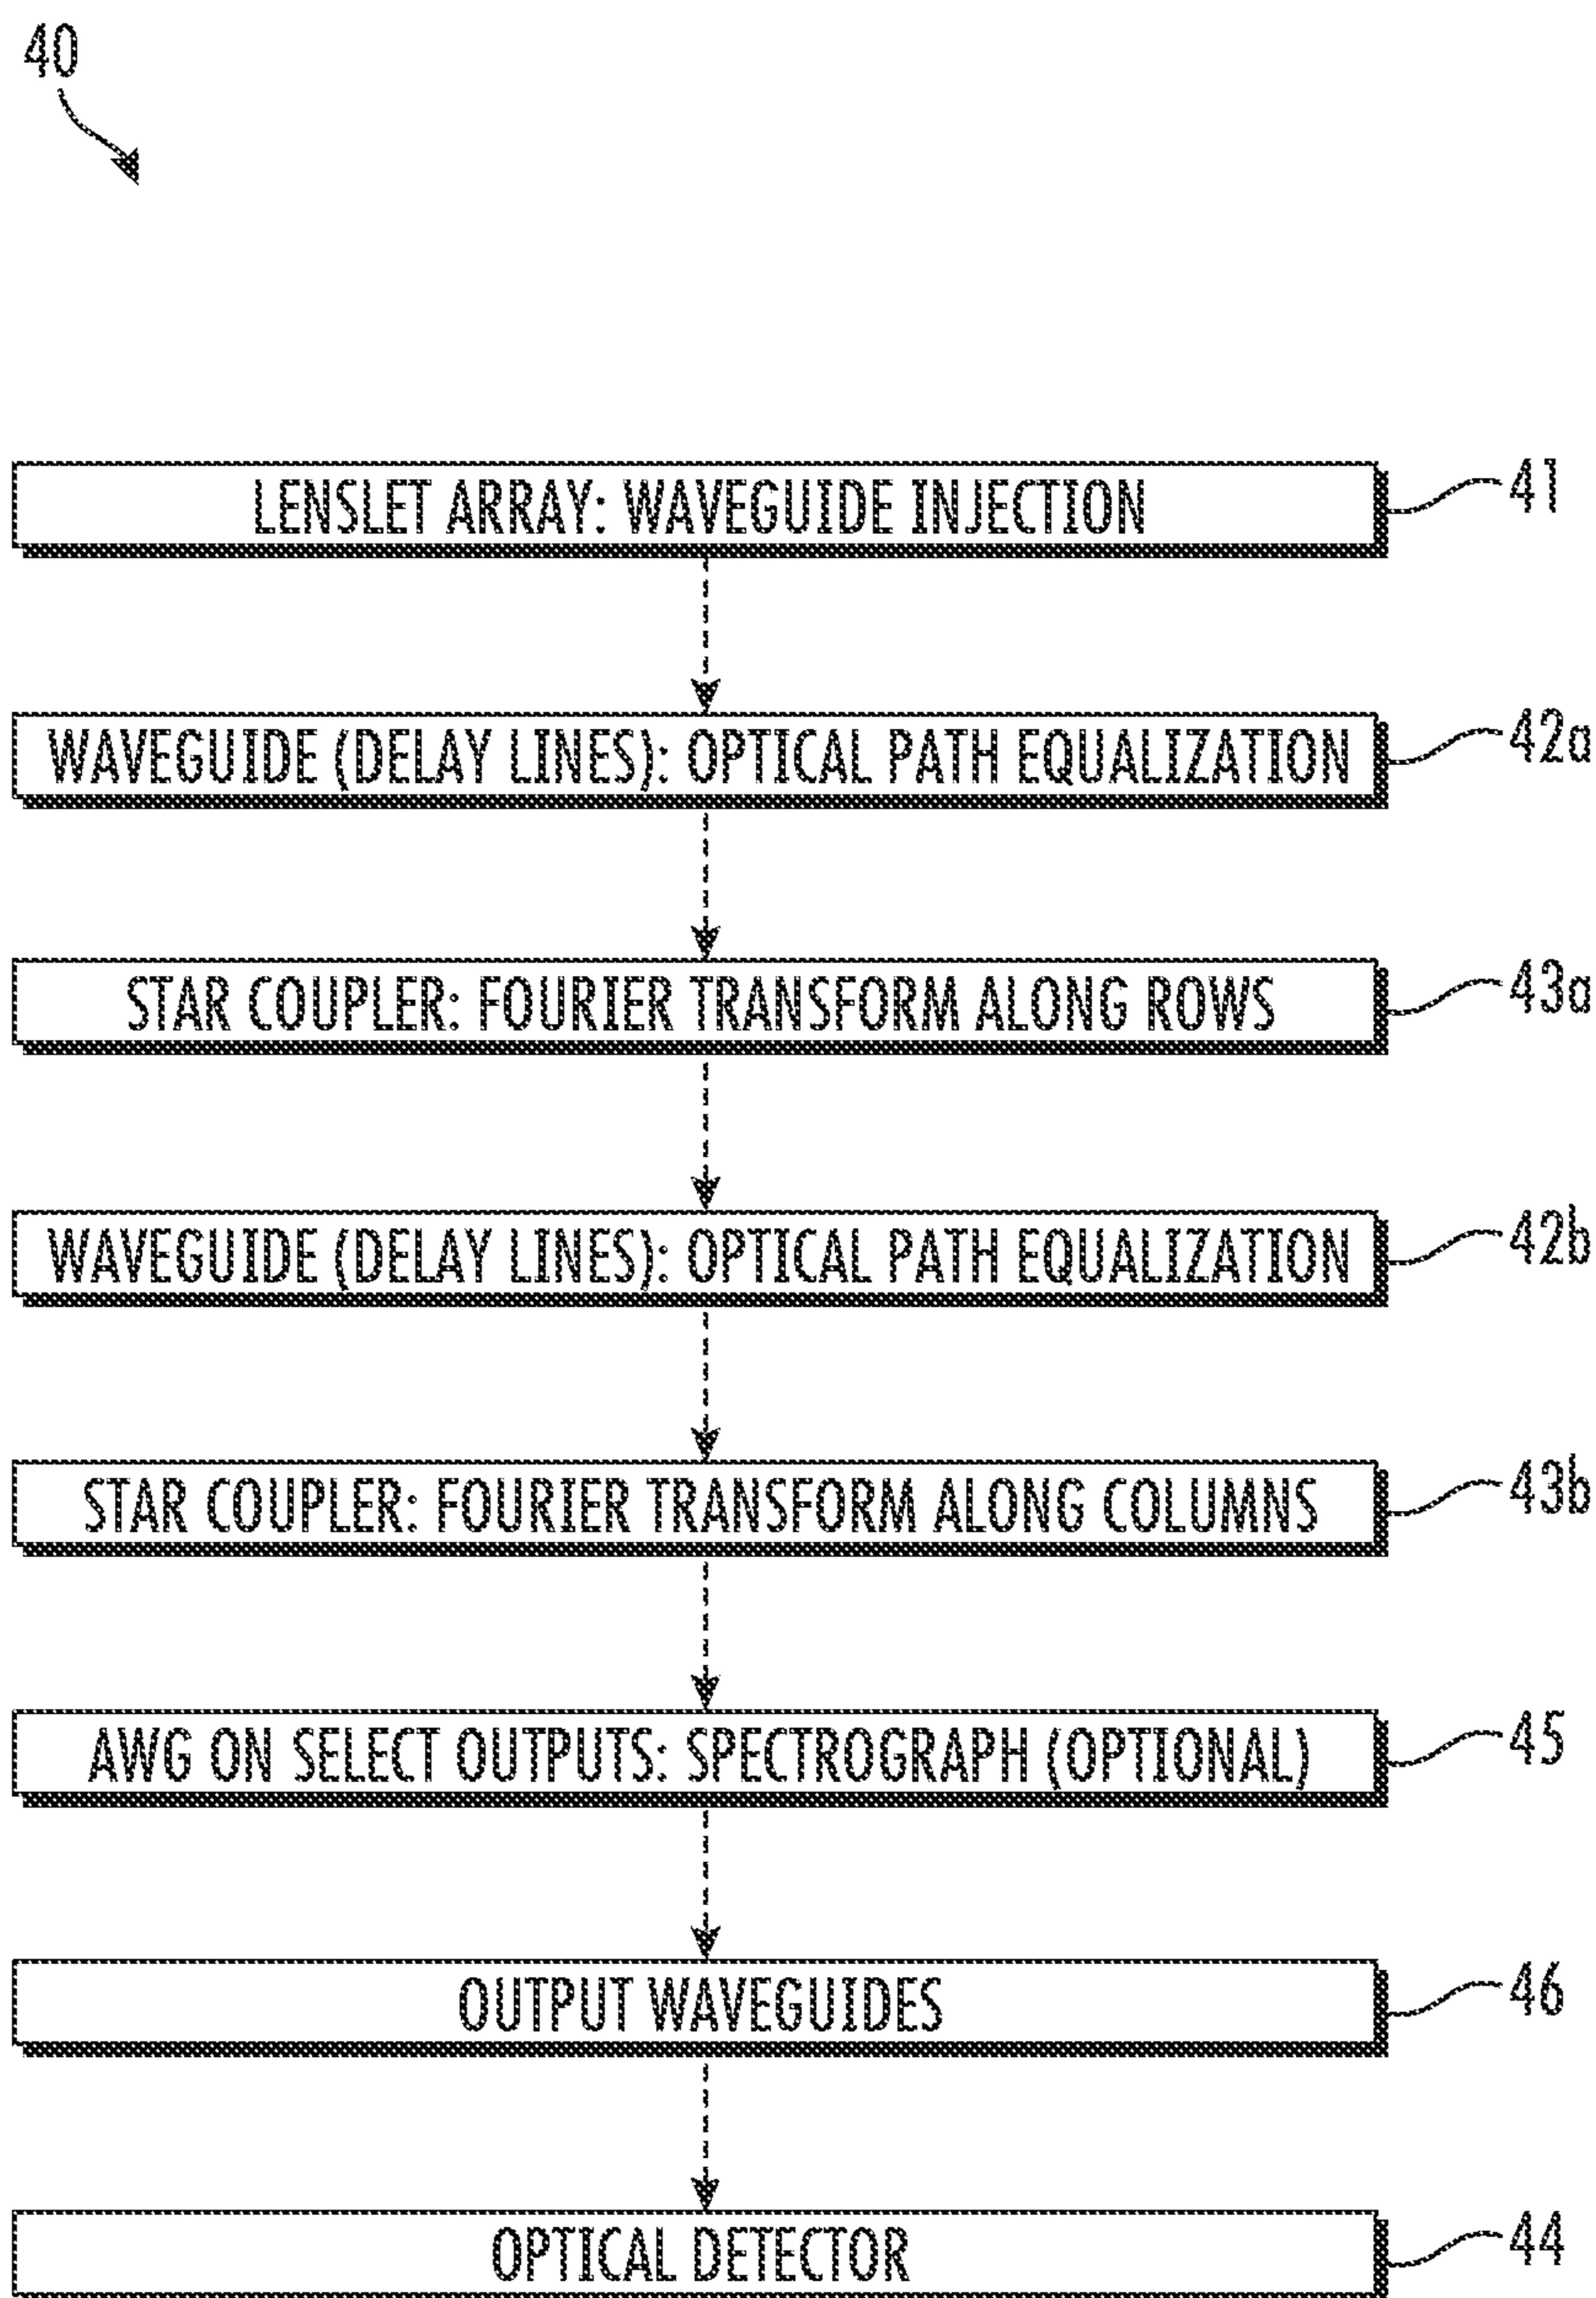 40
LENSLET ARRAY: WAVEGUIDE INJECTION
41
WAVEGUIDE (DELAY LINES): OPTICAL PATH EQUALIZATION
42a
STAR COUPLER: FOURIER TRANSFORM ALONG ROWS
43a
WAVEGUIDE (DELAY LINES): OPTICAL PATH EQUALIZATION
42b
STAR COUPLER: FOURIER TRANSFORM ALONG COLUMNS
43b
AWG ON SELECT OUTPUTS: SPECTROGRAPH (OPTIONAL)
45
OUTPUT WAVEGUIDES
46
OPTICAL DETECTOR
44